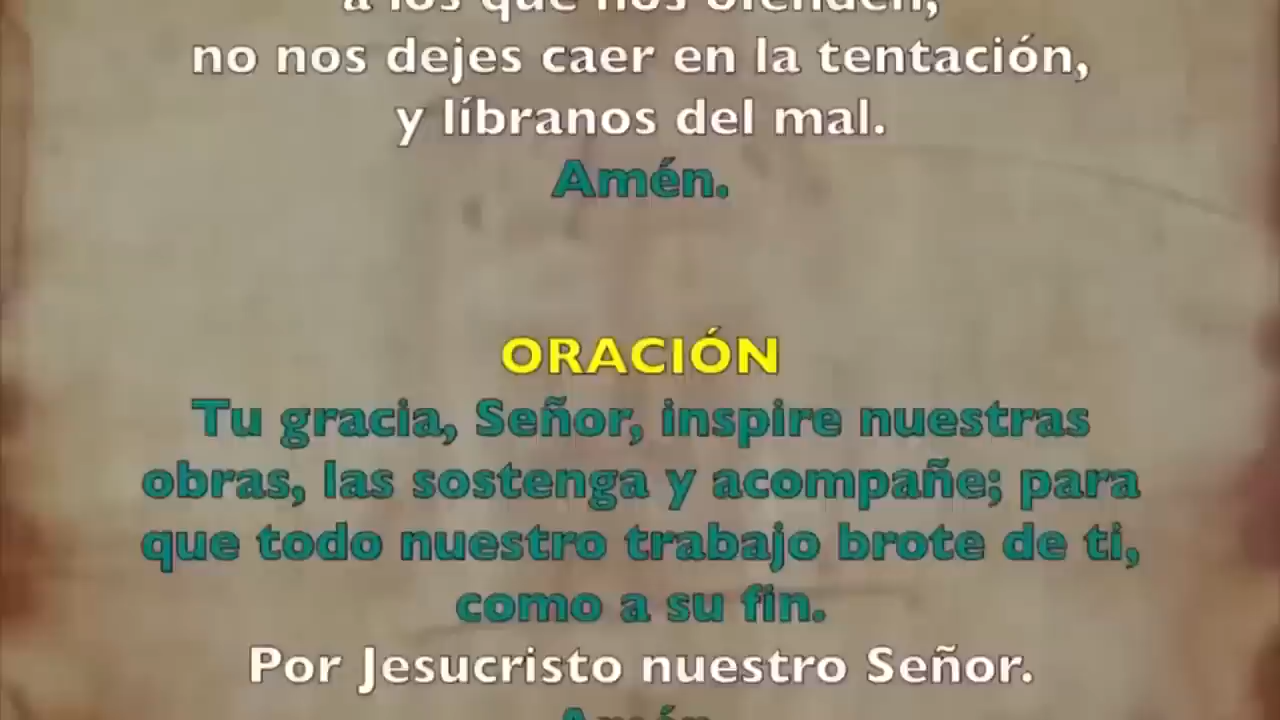 a los que nos ofenden,
no nos dejes caer en la tentación,
y líbranos del mal.
Amén.
ORACIÓN
Tu gracia, Señor, inspire nuestras
obras, las sostenga y acompañe; para
que todo nuestro trabajo brote de ti,
como a su fin.
Por Jesucristo nuestro Señor.
Amén.